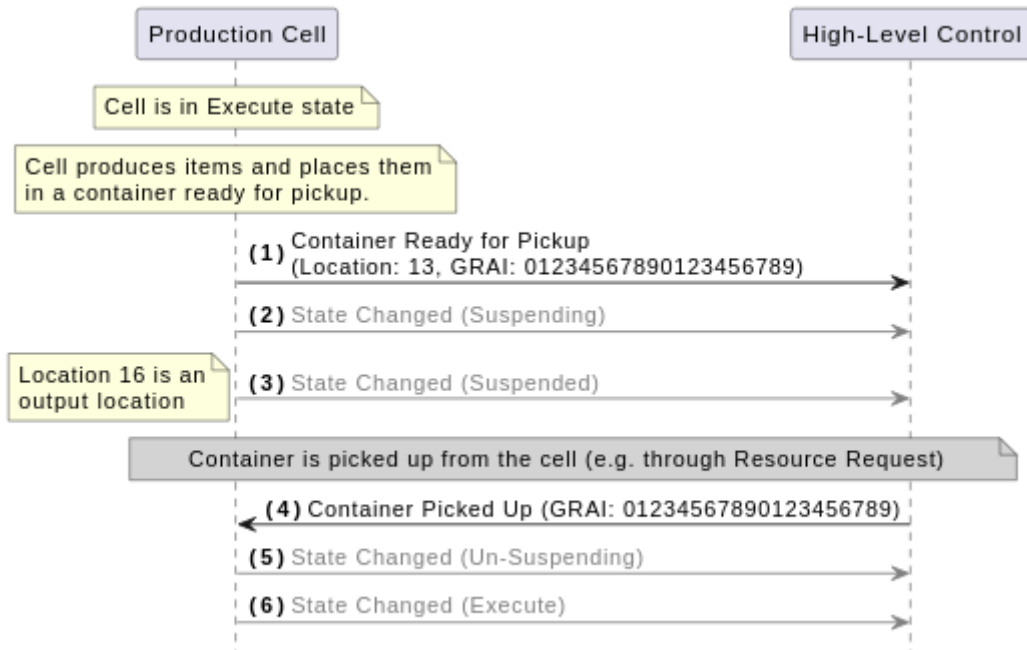 Production Cell
High-Level Control
Cell is in Execute state
Cell produces items and places them
in a container ready for pickup.
(1) Container Ready for Pickup
(Location: 13, GRAI: 01234567890123456789)
(2) State Changed (Suspending)
Location 16 is an
output location
(3) State Changed (Suspended)
Container is picked up from the cell (e.g. through Resource Request)
(4) Container Picked Up (GRAI: 01234567890123456789)
(5) State Changed (Un-Suspending)
(6) State Changed (Execute)